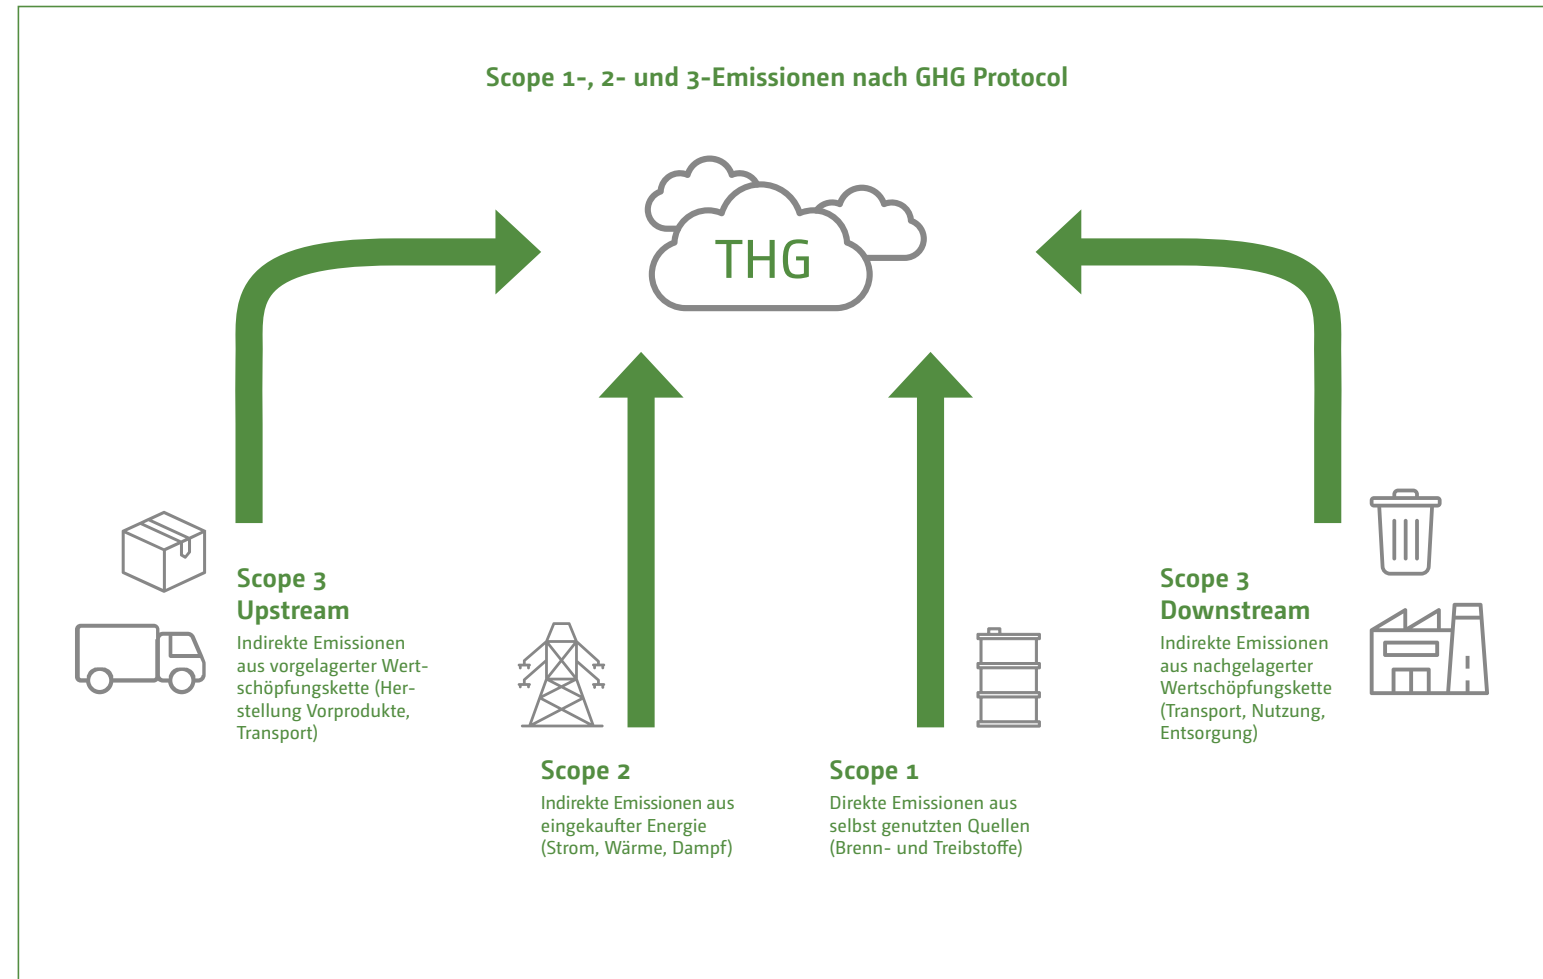 Scope 1-, 2- und 3-Emissionen nach GHG Protocol
THG
Scope 3
Upstream
Indirekte Emissionen
aus vorgelagerter Wert-
schöpfungskette (Her-
stellung Vorprodukte,
Transport)
Scope 2
Indirekte Emissionen aus
eingekaufter Energie
(Strom, Wärme, Dampf)
Scope 1
Direkte Emissionen aus
selbst genutzten Quellen
(Brenn- und Treibstoffe)
Scope 3
Downstream
Indirekte Emissionen
aus nachgelagerter
Wertschöpfungskette
(Transport, Nutzung,
Entsorgung)